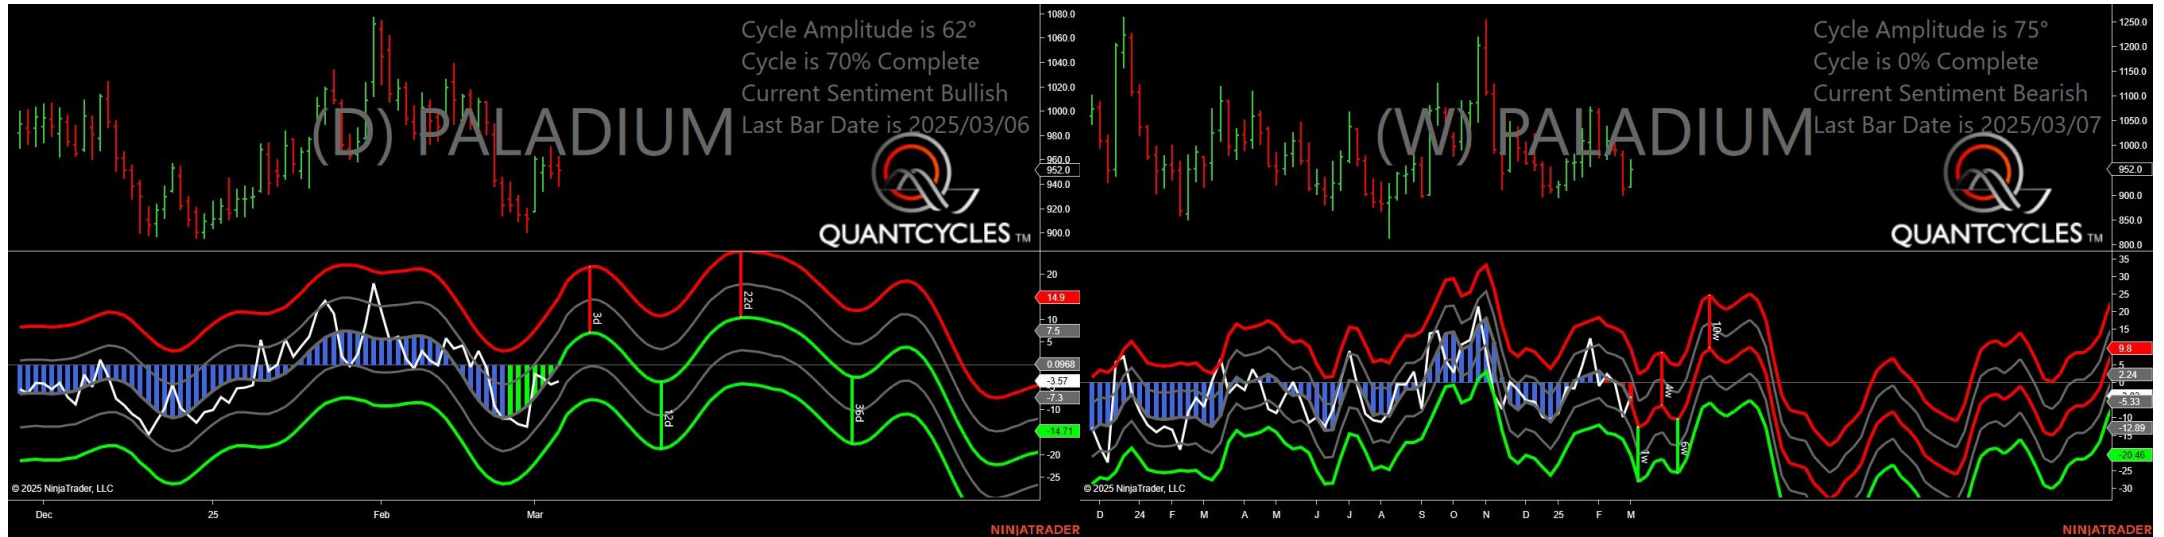 Cycle Amplitude is 62°
Cycle is 70% Complete
Current Sentiment Bullish
Last Bar Date is 2025/03/06
(D) PALADIUM
QUANTCYCLES TM
1080.0
1060.0
1040.0
1020.0
1000.0
980.0
960.0
952.0
940.0
920.0
900.0
3d
12d
22d
36d
20
14.9
10
7.5
5
0.0968
-3.57
-7.3
-10
-14.71
-20
-25
© 2025 NinjaTrader, LLC
Dec
25
Feb
Mar
NINJATRADER
Cycle Amplitude is 75°
Cycle is 0% Complete
Current Sentiment Bearish
Last Bar Date is 2025/03/07
(W) PALADIUM
QUANTCYCLES TM
1250.0
1200.0
1150.0
1100.0
1050.0
1000.0
952.0
900.0
850.0
800.0
1w
4w
6w
10w
35
30
25
20
15
9.8
5
2.24
0
-5.33
-10
-12.89
-15
-20.46
-25
-30
© 2025 NinjaTrader, LLC
D 24 F M A M J J A S O N D 25 F M
NINJATRADER